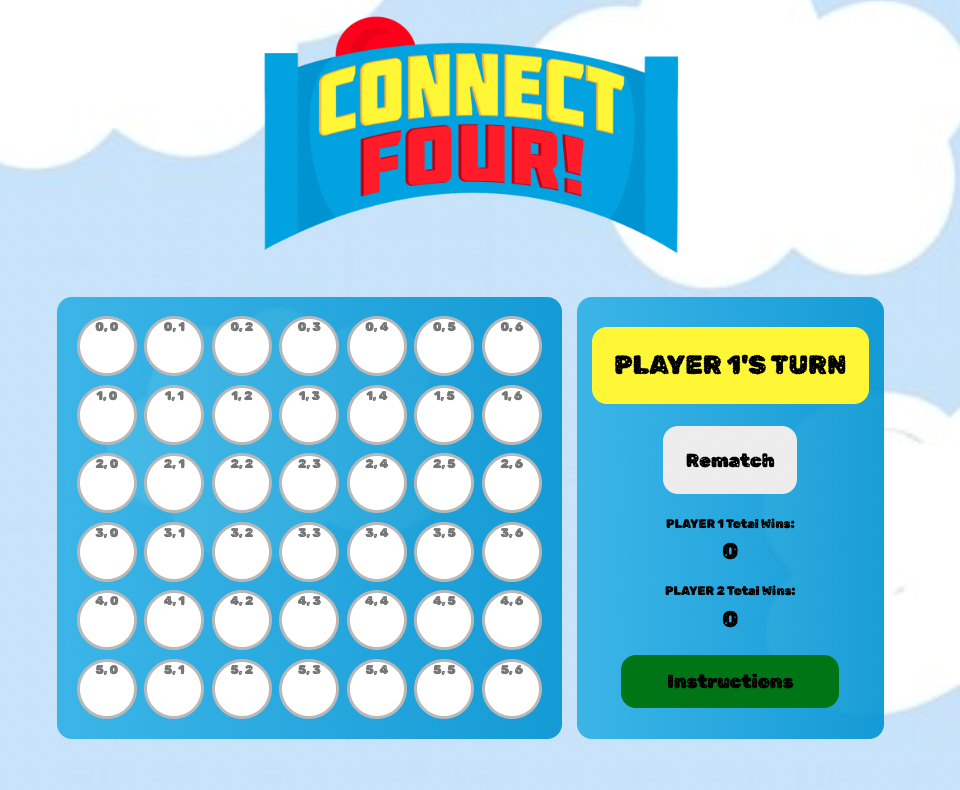 CONNECT
FOUR!
0, 0 0, 1 0, 2 0, 3 0, 4 0, 5 0, 6
1, 0 1, 1 1, 2 1, 3 1, 4 1, 5 1, 6
2, 0 2, 1 2, 2 2, 3 2, 4 2, 5 2, 6
3, 0 3, 1 3, 2 3, 3 3, 4 3, 5 3, 6
4, 0 4, 1 4, 2 4, 3 4, 4 4, 5 4, 6
5, 0 5, 1 5, 2 5, 3 5, 4 5, 5 5, 6
PLAYER 1'S TURN
Rematch
PLAYER 1 Total Wins:
0
PLAYER 2 Total Wins:
0
Instructions